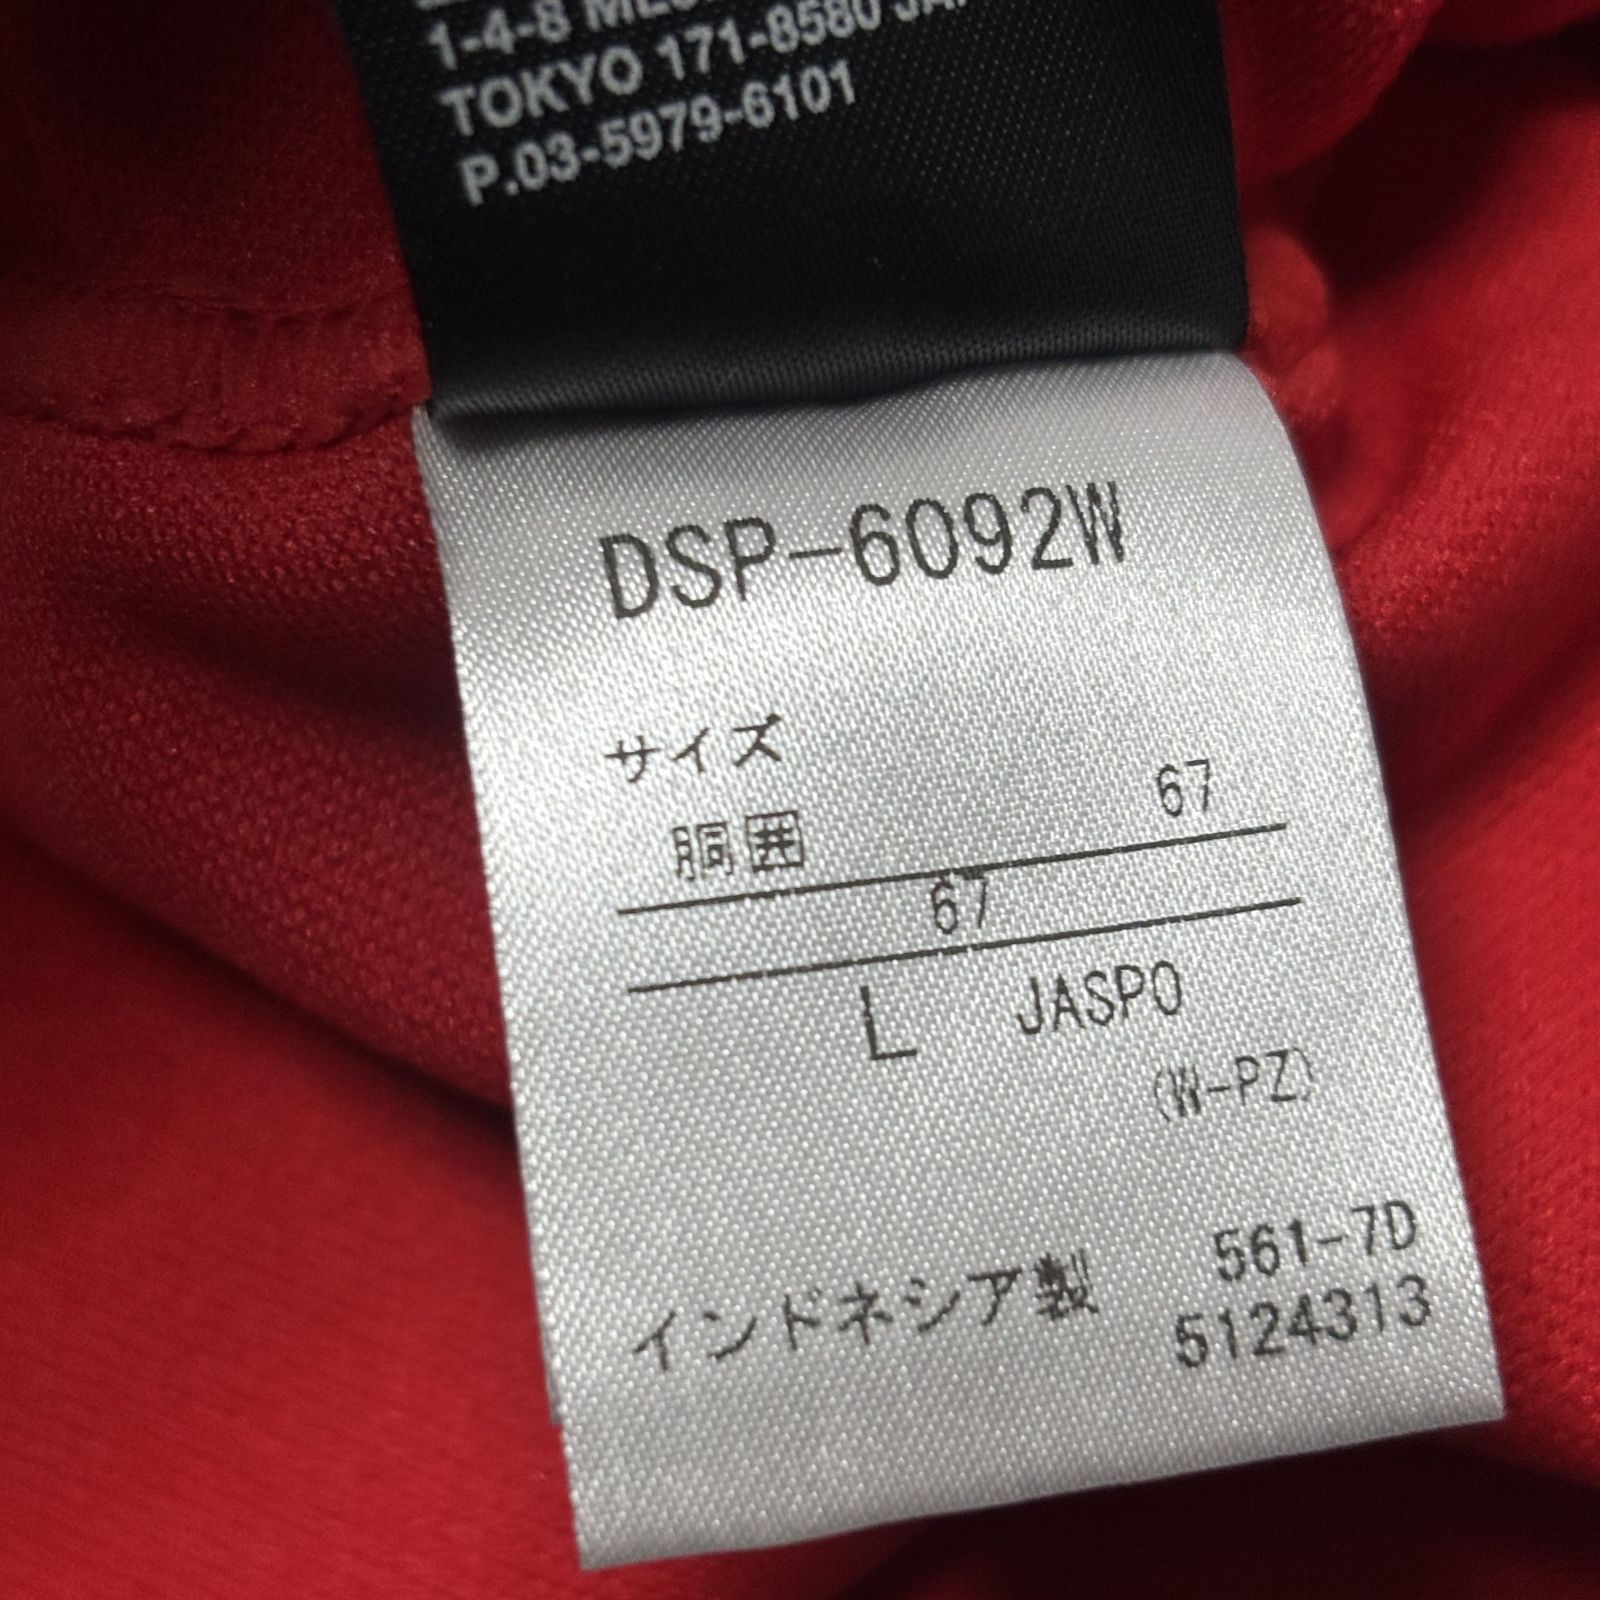 1-4-8
TOKYO 171-8580
P.03-5979-6101
DSP-6092W
サイズ
胴囲 67
67
L JASPO
(W-PZ)
561-7D
インドネシア製 5124313